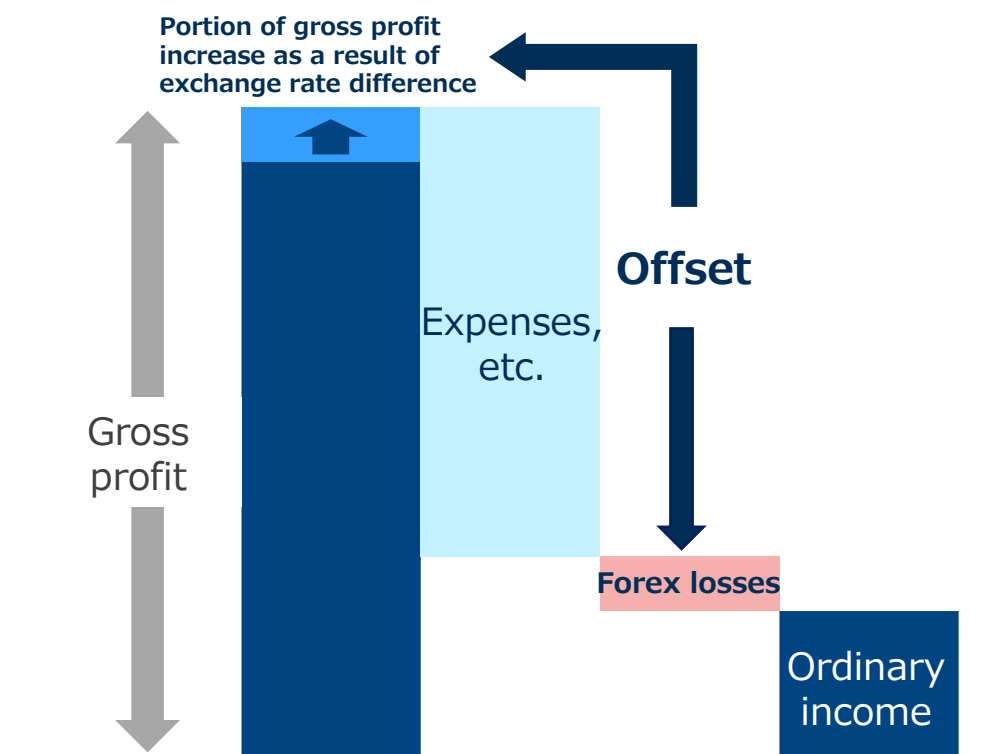 Portion of gross profit
increase as a result of
exchange rate difference
Offset
Expenses,
etc.
Gross
profit
Forex losses
Ordinary
income